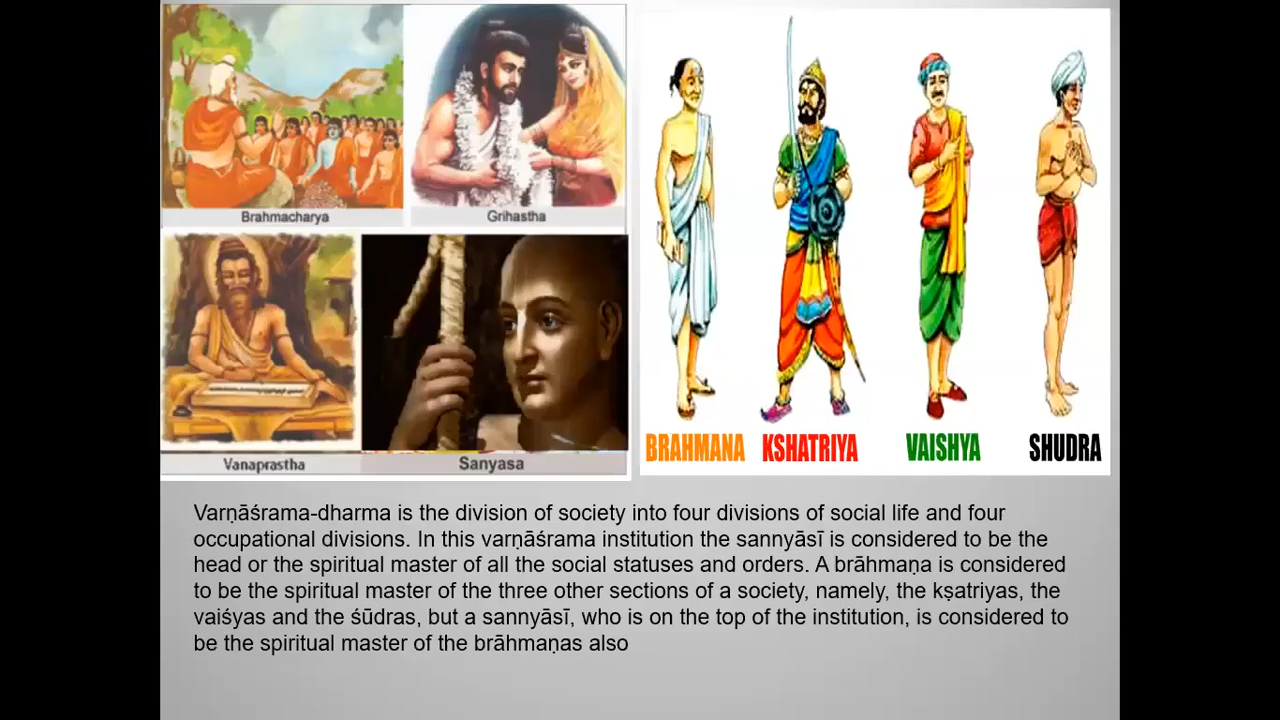 Brahmacharya
Grihastha
Vanaprastha
Sanyasa
BRAHMANA KSHATRIYA VAISHYA SHUDRA
Varṇāśrama-dharma is the division of society into four divisions of social life and four
occupational divisions. In this varṇāśrama institution the sannyāsī is considered to be the
head or the spiritual master of all the social statuses and orders. A brāhmaṇa is considered
to be the spiritual master of the three other sections of a society, namely, the kṣatriyas, the
vaiśyas and the śūdras, but a sannyāsī, who is on the top of the institution, is considered to
be the spiritual master of the brāhmaṇas also